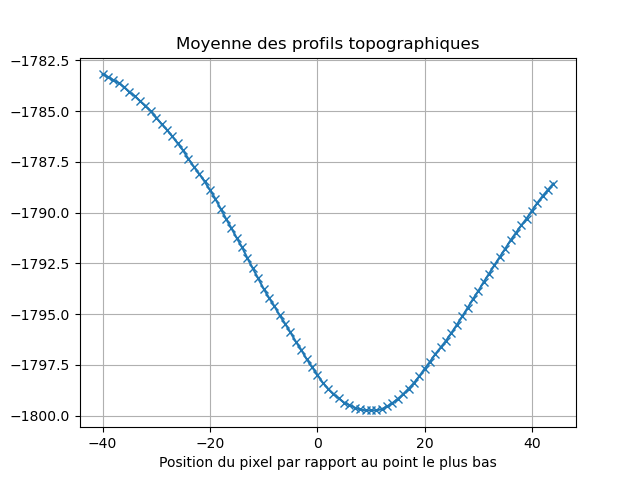 Moyenne des profils topographiques
−1782.5
−1785.0
−1787.5
−1790.0
−1792.5
−1795.0
−1797.5
−1800.0
−40 −20 0 20 40
Position du pixel par rapport au point le plus bas